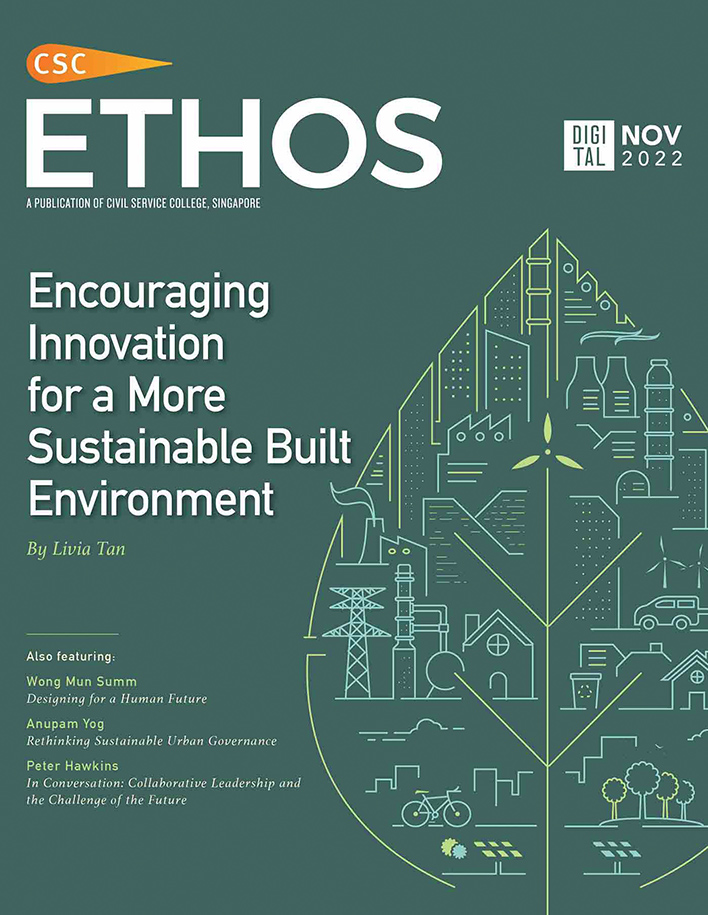 CSC
ETHOS
A PUBLICATION OF CIVIL SERVICE COLLEGE, SINGAPORE
DIGI
TAL
NOV
2022
Encouraging
Innovation
for a More
Sustainable Built
Environment
By Livia Tan
Also featuring:
Wong Mun Summ
Designing for a Human Future
Anupam Yog
Rethinking Sustainable Urban Governance
Peter Hawkins
In Conversation: Collaborative Leadership and
the Challenge of the Future